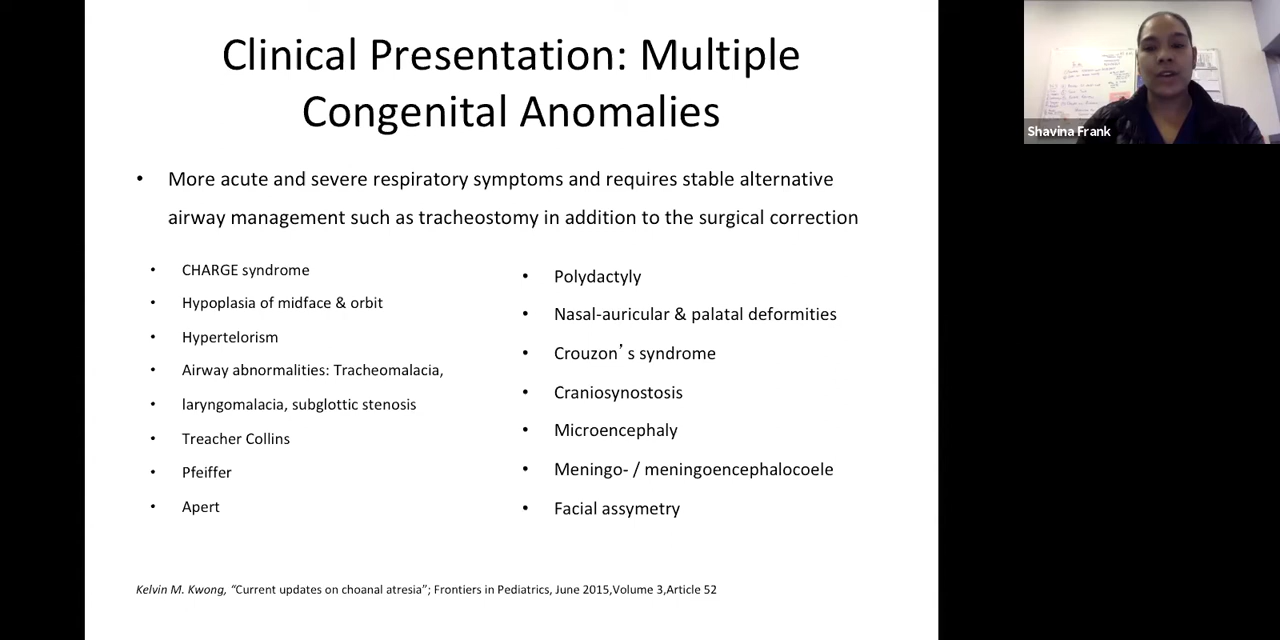 Clinical Presentation: Multiple
Congenital Anomalies
• More acute and severe respiratory symptoms and requires stable alternative
airway management such as tracheostomy in addition to the surgical correction
• CHARGE syndrome
• Hypoplasia of midface & orbit
• Hypertelorism
• Airway abnormalities: Tracheomalacia,
• laryngomalacia, subglottic stenosis
• Treacher Collins
• Pfeiffer
• Apert
• Polydactyly
• Nasal-auricular & palatal deformities
• Crouzon’s syndrome
• Craniosynostosis
• Microencephaly
• Meningo- / meningoencephalocoele
• Facial assymetry
Kelvin M. Kwong, “Current updates on choanal atresia”; Frontiers in Pediatrics, June 2015,Volume 3,Article 52
Shavina Frank